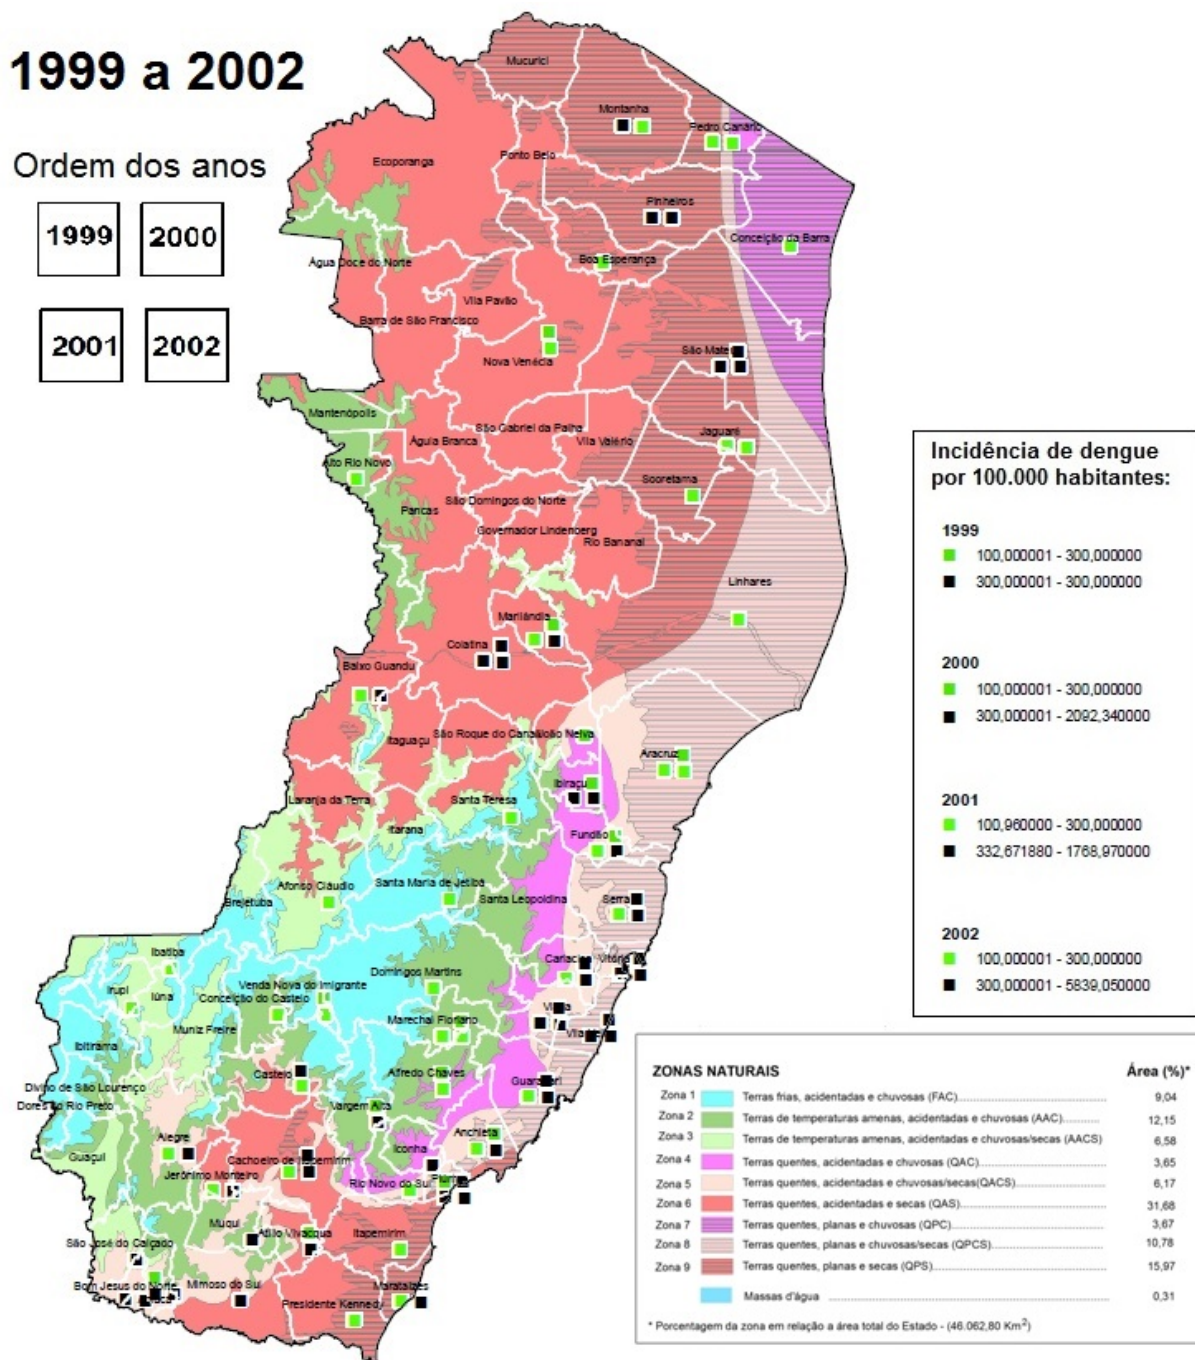 1999 a 2002
Ordem dos anos
1999 2000
2001 2002
Mucurici
Montanha
Pedro Canário
Ecoporanga
Ponto Belo
Pinheiros
Conceição da Barra
Água Doce do Norte
Boa Esperança
Vila Pavão
Barra de São Francisco
Nova Venécia
São Mateus
Mantenópolis
São Gabriel da Palha
Águia Branca
Vila Valério
Jaguaré
Alto Rio Novo
Sooretama
São Domingos do Norte
Pancas
Governador Lindenberg
Rio Bananal
Linhares
Marilândia
Colatina
Baixo Guandu
São Roque do Canaã
João Neiva
Itaguaçu
Aracruz
Ibiraçu
Laranja da Terra
Santa Teresa
Itarana
Fundão
Afonso Cláudio
Santa Maria de Jetibá
Brejetuba
Santa Leopoldina
Serra
Ibatiba
Cariacica
Vitória
Domingos Martins
Irupi
Iúna
Venda Nova do Imigrante
Conceição do Castelo
Muniz Freire
Marechal Floriano
Viana
Vila Velha
Ibitirama
Castelo
Alfredo Chaves
Guarapari
Divino de São Lourenço
Dores do Rio Preto
Vargem Alta
Alegre
Anchieta
Iconha
Guaçuí
Cachoeiro de Itapemirim
Jerônimo Monteiro
Rio Novo do Sul
Piúma
Muqui
Atílio Vivacqua
Itapemirim
São José do Calçado
Bom Jesus do Norte
Mimoso do Sul
Marataízes
Presidente Kennedy
Incidência de dengue
por 100.000 habitantes:
1999
100,000001 - 300,000000
300,000001 - 300,000000
2000
100,000001 - 300,000000
300,000001 - 2092,340000
2001
100,960000 - 300,000000
332,671880 - 1768,970000
2002
100,000001 - 300,000000
300,000001 - 5839,050000
ZONAS NATURAIS Área (%)*
Zona 1 Terras frias, acidentadas e chuvosas (FAC) 9,04
Zona 2 Terras de temperaturas amenas, acidentadas e chuvosas (AAC) 12,15
Zona 3 Terras de temperaturas amenas, acidentadas e chuvosas/secas (AACS) 6,58
Zona 4 Terras quentes, acidentadas e chuvosas (QAC) 3,65
Zona 5 Terras quentes, acidentadas e chuvosas/secas(QACS) 6,17
Zona 6 Terras quentes, acidentadas e secas (QAS) 31,68
Zona 7 Terras quentes, planas e chuvosas (QPC) 3,67
Zona 8 Terras quentes, planas e chuvosas/secas (QPCS) 10,78
Zona 9 Terras quentes, planas e secas (QPS) 15,97
Massas d'água 0,31
* Porcentagem da zona em relação a área total do Estado - (46.062,80 Km²)